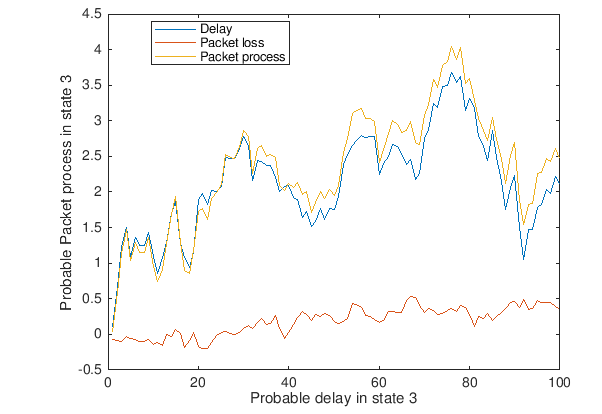 4.5
4
3.5
3
2.5
2
1.5
1
0.5
0
-0.5
Probable Packet process in state 3
Delay
Packet loss
Packet process
0 20 40 60 80 100
Probable delay in state 3